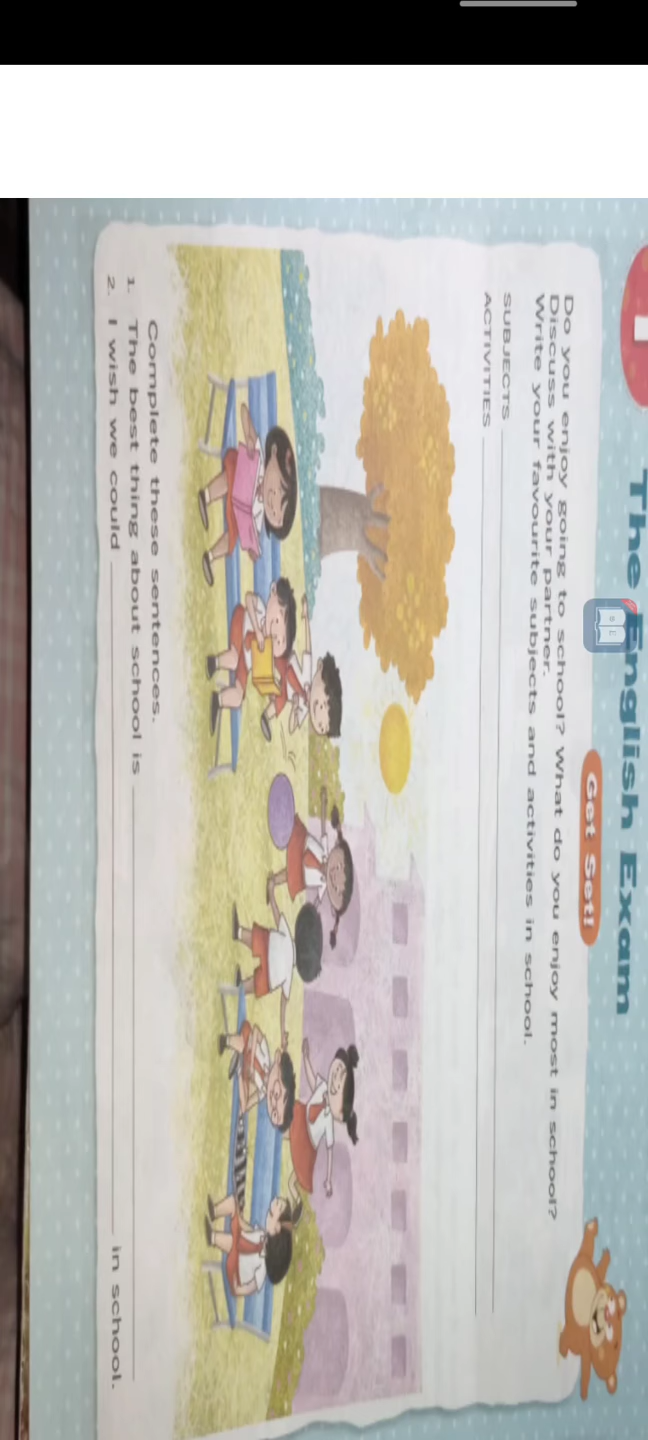 1
The English Exam
Get Set!
Do you enjoy going to school? What do you enjoy most in school?
Discuss with your partner.
Write your favourite subjects and activities in school.
SUBJECTS
ACTIVITIES
Complete these sentences.
1. The best thing about school is
2. I wish we could in school.